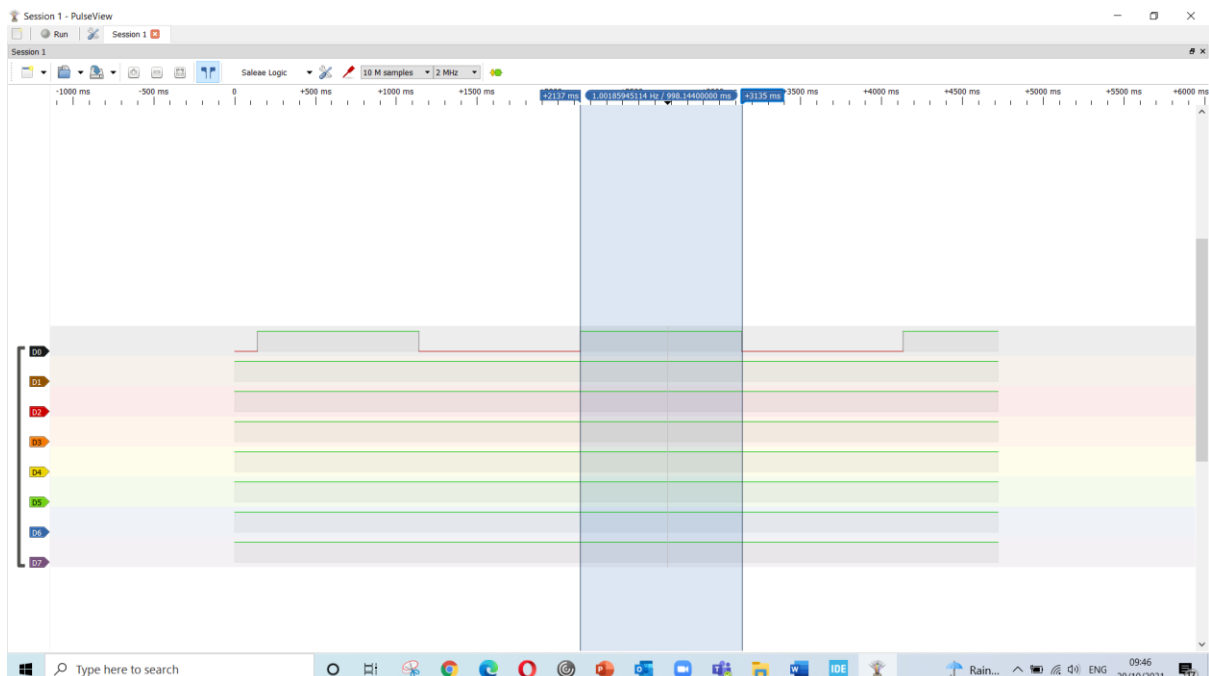 Session 1 - PulseView
Run Session 1
Session 1
Saleae Logic 10 M samples 2 MHz
-1000 ms -500 ms 0 +500 ms +1000 ms +1500 ms +3500 ms +4000 ms +4500 ms +5000 ms +5500 ms +6000 ms
+2137 ms 1.00185945114 Hz / 998.14400000 ms +3135 ms
D0
D1
D2
D3
D4
D5
D6
D7
Type here to search IDE Rain... ENG 09:46